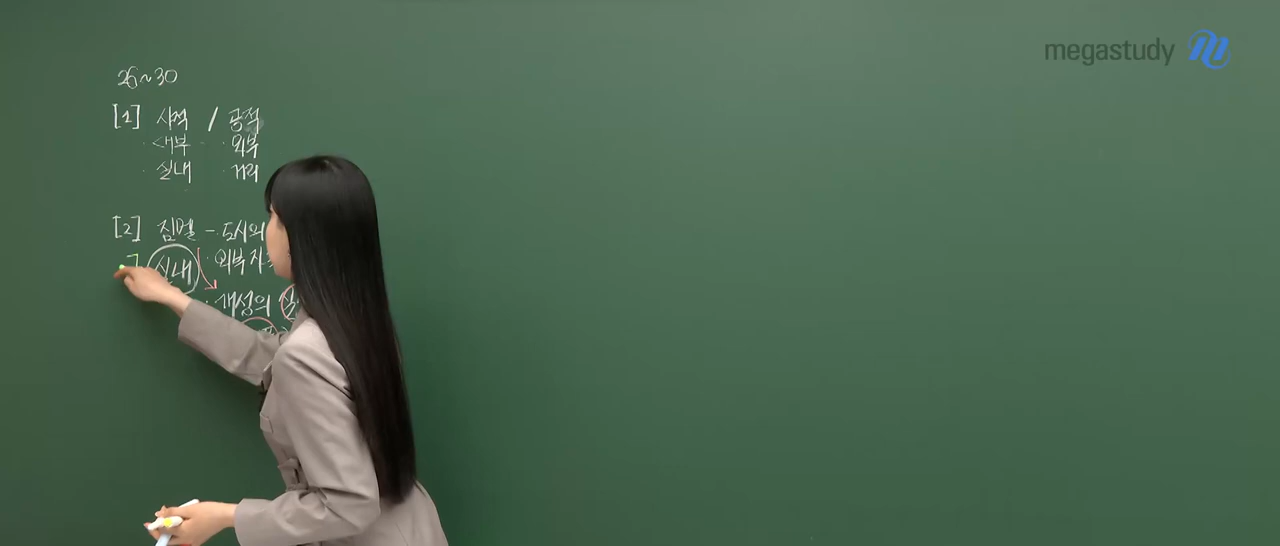 megastudy
26~30
[1] 사적 / 공적
· 내부 · 외부
· 실내 · 거리
[2] 짐멜 - 도시의
실내 · 외부 자
· 개성의